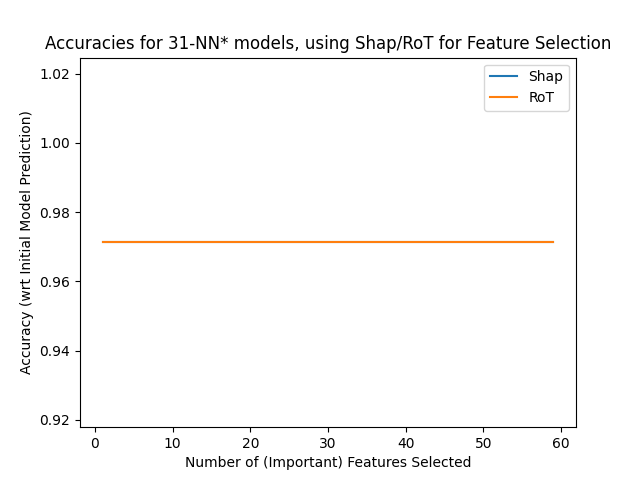 Accuracies for 31-NN* models, using Shap/RoT for Feature Selection
Shap
RoT
1.02
1.00
0.98
0.96
0.94
0.92
Accuracy (wrt Initial Model Prediction)
0 10 20 30 40 50 60
Number of (Important) Features Selected